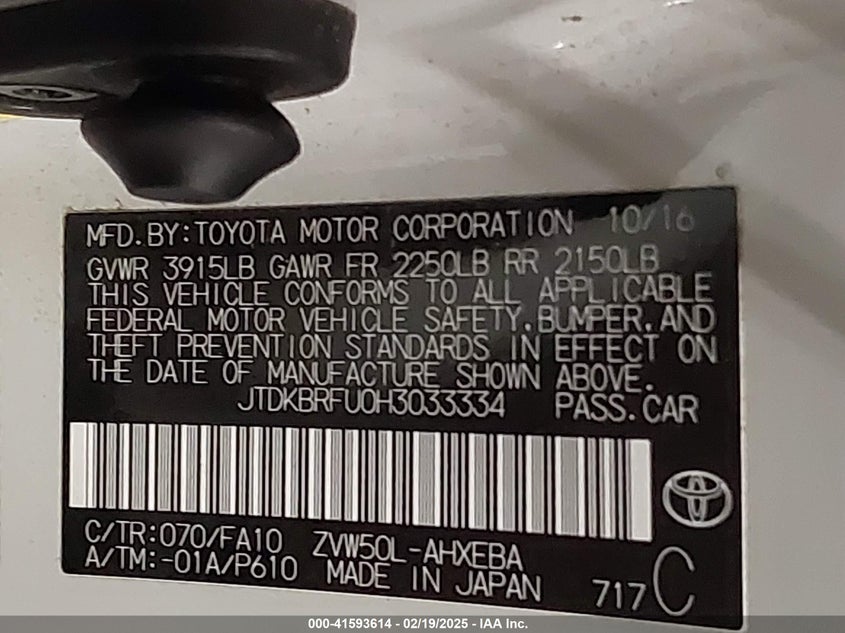 MFD.BY:TOYOTA MOTOR CORPORATION 10/16
GVWR 3915LB GAWR FR 2250LB RR 2150LB
THIS VEHICLE CONFORMS TO ALL APPLICABLE
FEDERAL MOTOR VEHICLE SAFETY,BUMPER,AND
THEFT PREVENTION STANDARDS IN EFFECT ON
THE DATE OF MANUFACTURE SHOWN ABOVE.
JTDKBRFU0H3033334 PASS.CAR
C/TR:070/FA10 ZVW50L-AHXEBA
A/TM:-01A/P610 MADE IN JAPAN 717 C
000-41593614 - 02/19/2025 - IAA Inc.